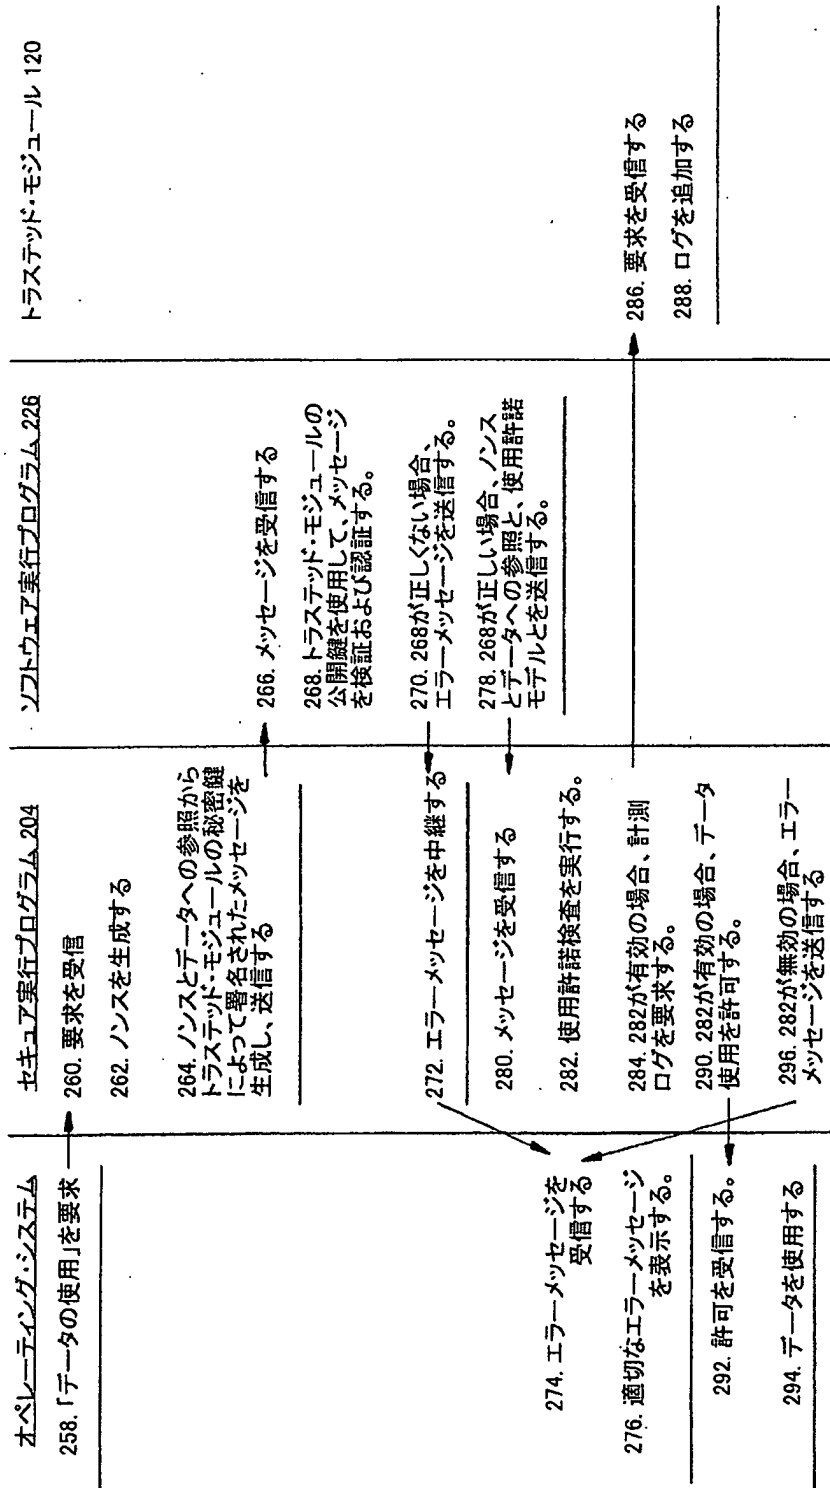 オペレーティング・システム
258. 「データの使用」を要求
274. エラーメッセージを
受信する
276. 適切なエラーメッセージ
を表示する。
292. 許可を受信する。
294. データを使用する
セキュア実行プログラム 204
260. 要求を受信
262. ノンスを生成する
264. ノンスとデータへの参照から
トラステッド・モジュールの秘密鍵
によって署名されたメッセージを
生成し、送信する
272. エラーメッセージを中継する
280. メッセージを受信する
282. 使用許諾検査を実行する。
284. 282が有効の場合、計測
ログを要求する。
290. 282が有効の場合、データ
使用を許可する。
296. 282が無効の場合、エラー
メッセージを送信する
ソフトウェア実行プログラム 226
266. メッセージを受信する
268. トラステッド・モジュールの
公開鍵を使用して、メッセージ
を検証および認証する。
270. 268が正しくない場合、
エラーメッセージを送信する。
278. 268が正しい場合、ノンス
とデータへの参照と、使用許諾
モデルとを送信する。
トラステッド・モジュール 120
286. 要求を受信する
288. ログを追加する